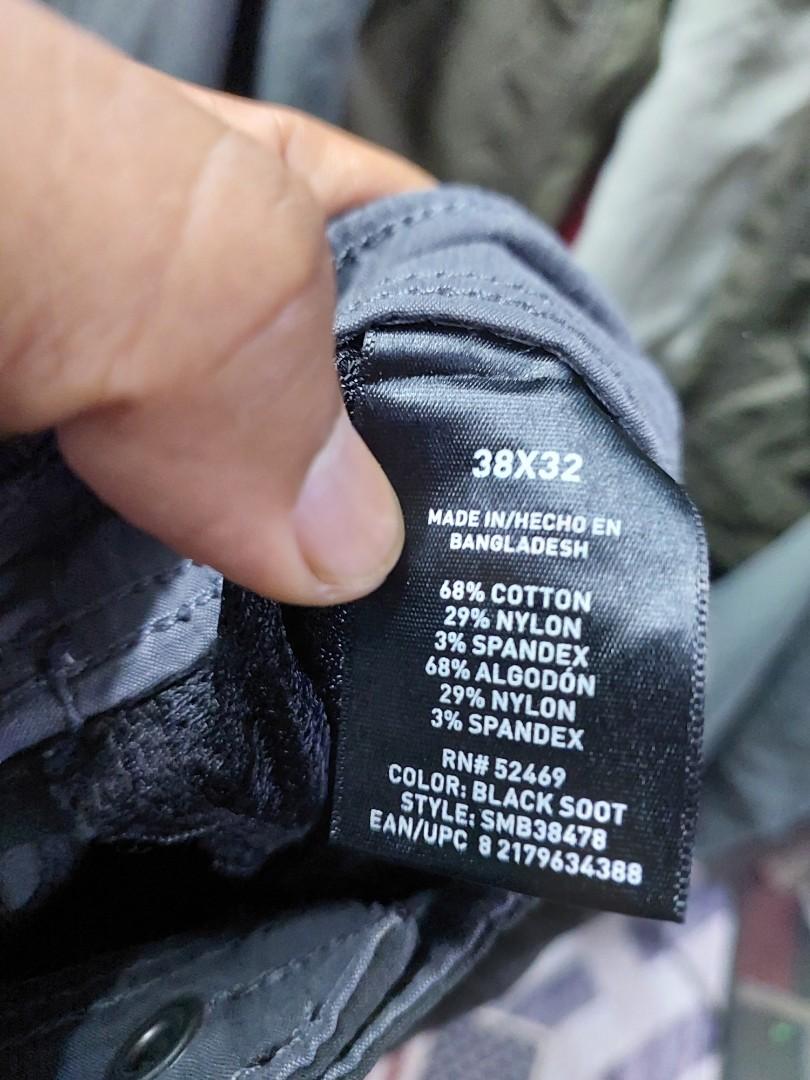 38X32
MADE IN/HECHO EN
BANGLADESH
68% COTTON
29% NYLON
3% SPANDEX
68% ALGODÓN
29% NYLON
3% SPANDEX
RN# 52469
COLOR: BLACK SOOT
STYLE: SMB38478
EAN/UPC 8 2179634388